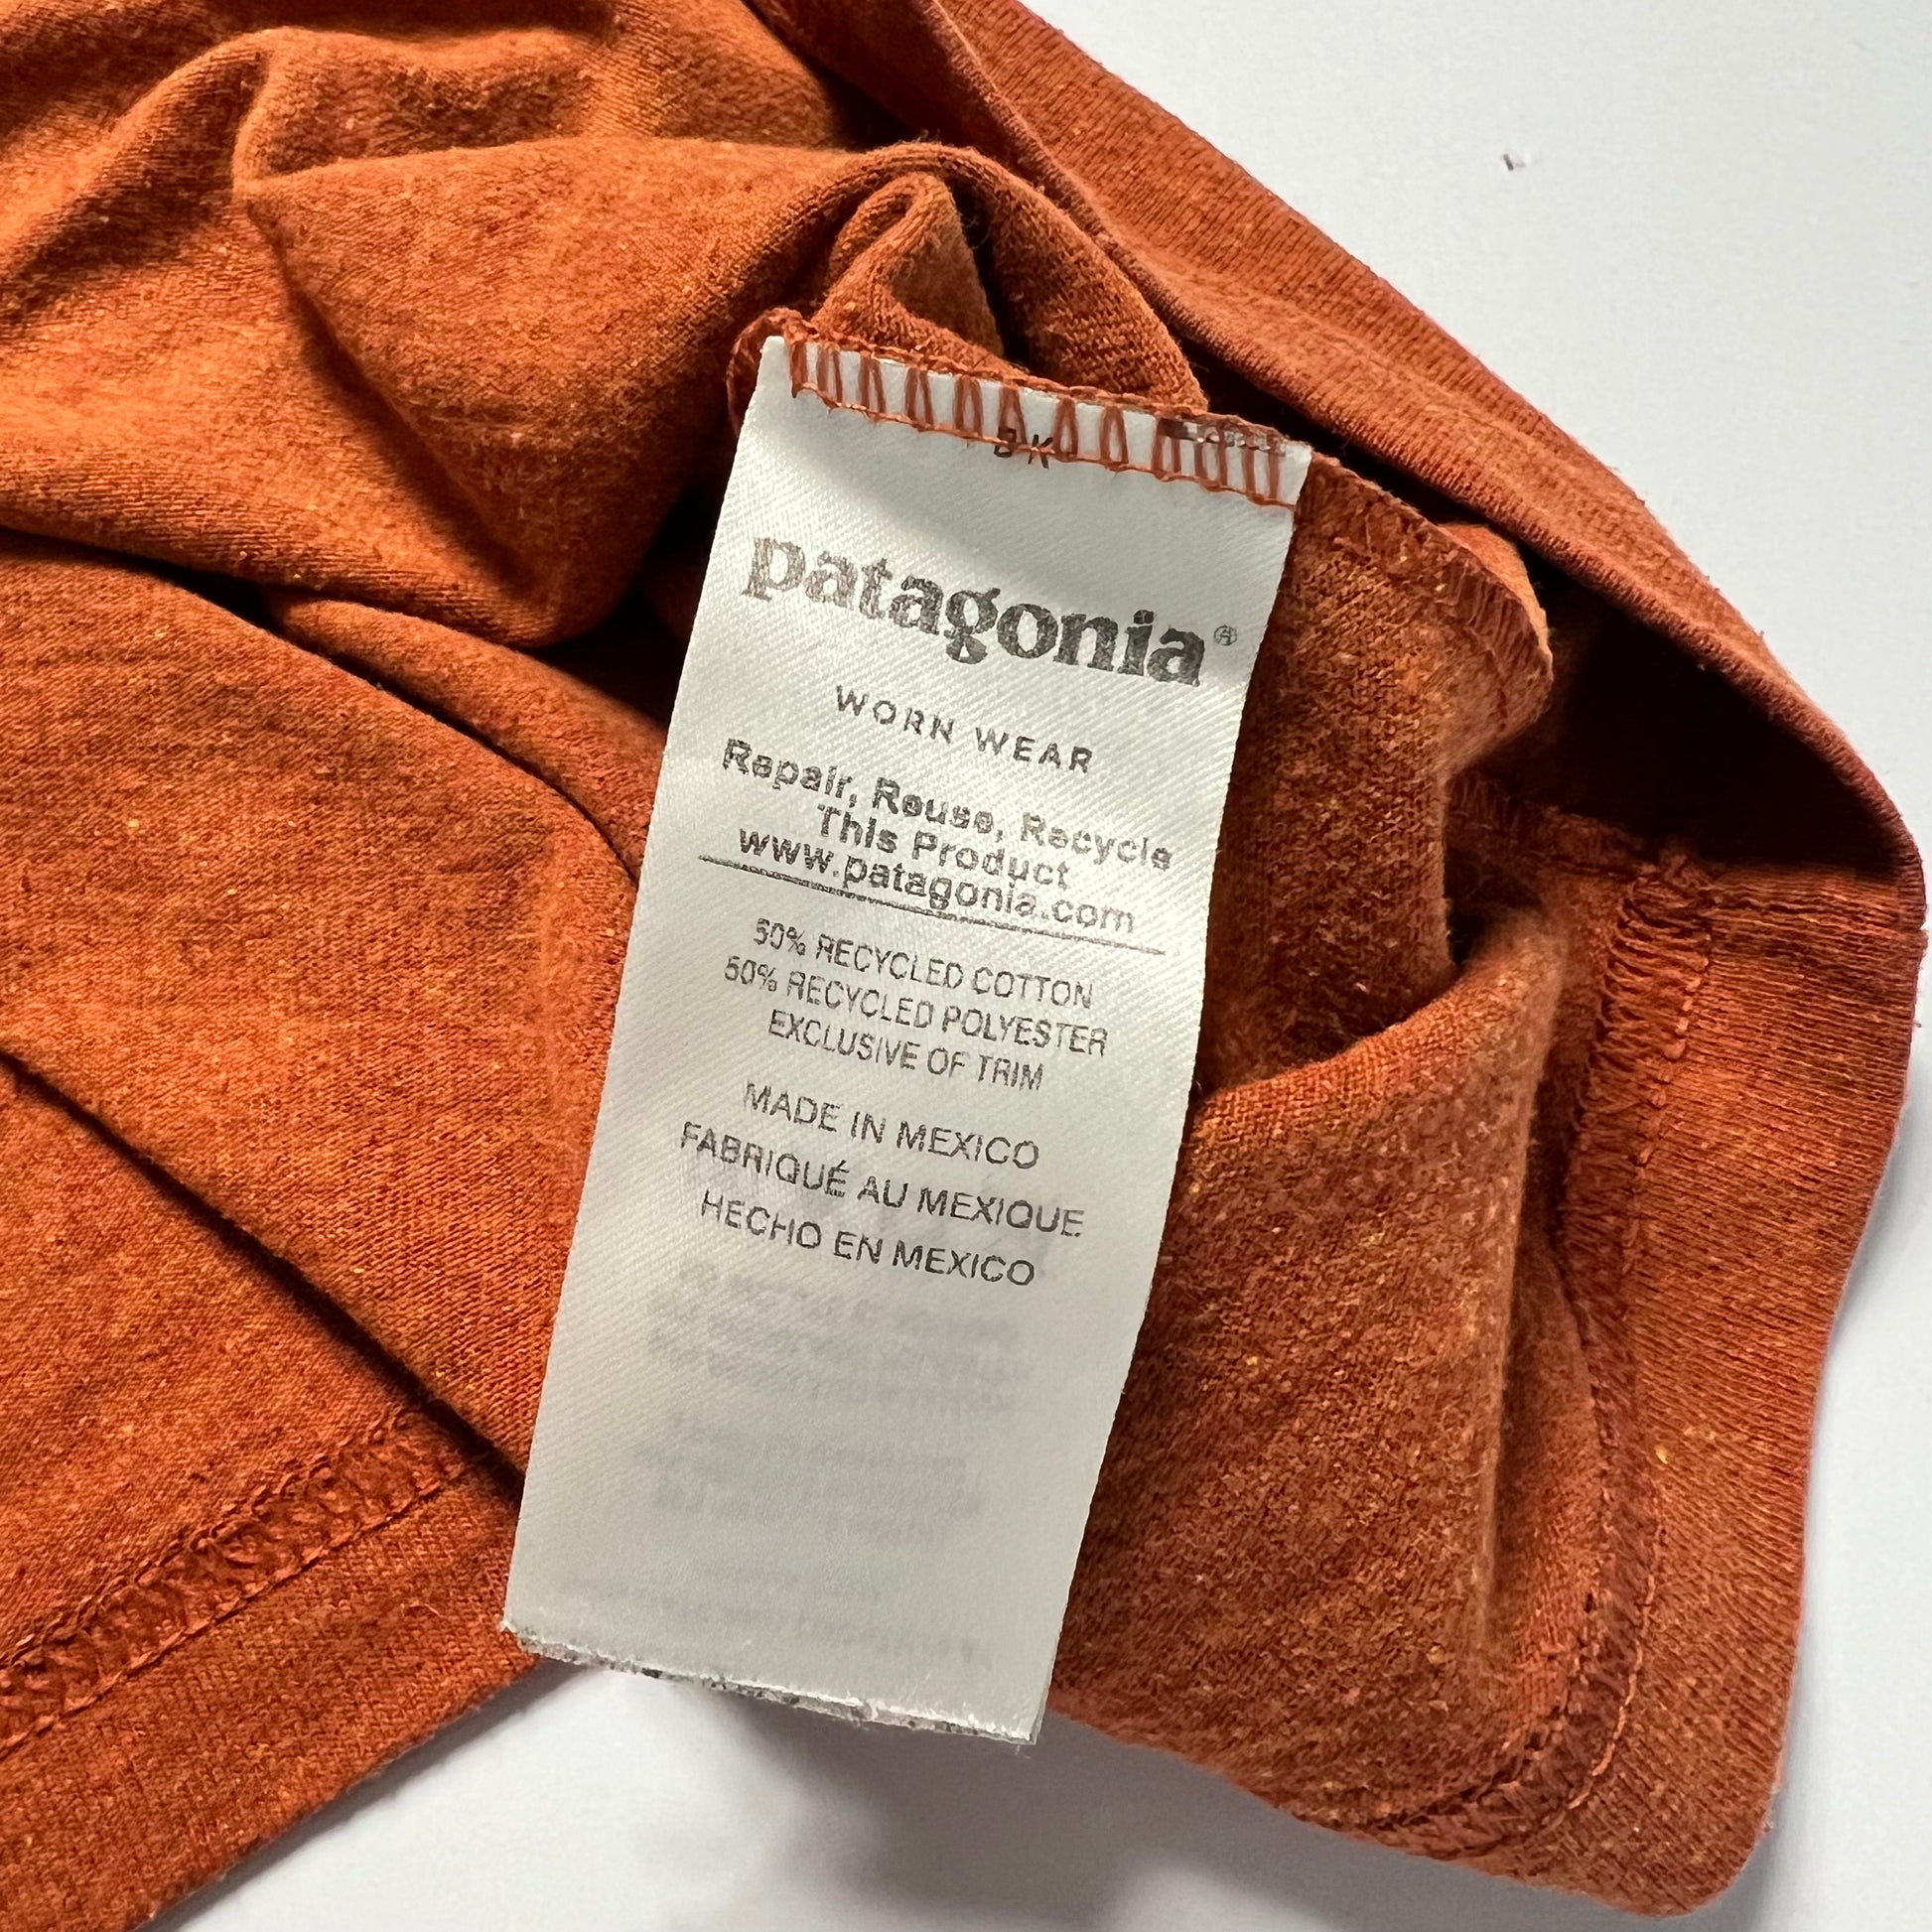 patagonia®
WORN WEAR
Repair, Reuse, Recycle
This Product
www.patagonia.com
50% RECYCLED COTTON
50% RECYCLED POLYESTER
EXCLUSIVE OF TRIM
MADE IN MEXICO
FABRIQUÉ AU MEXIQUE
HECHO EN MEXICO